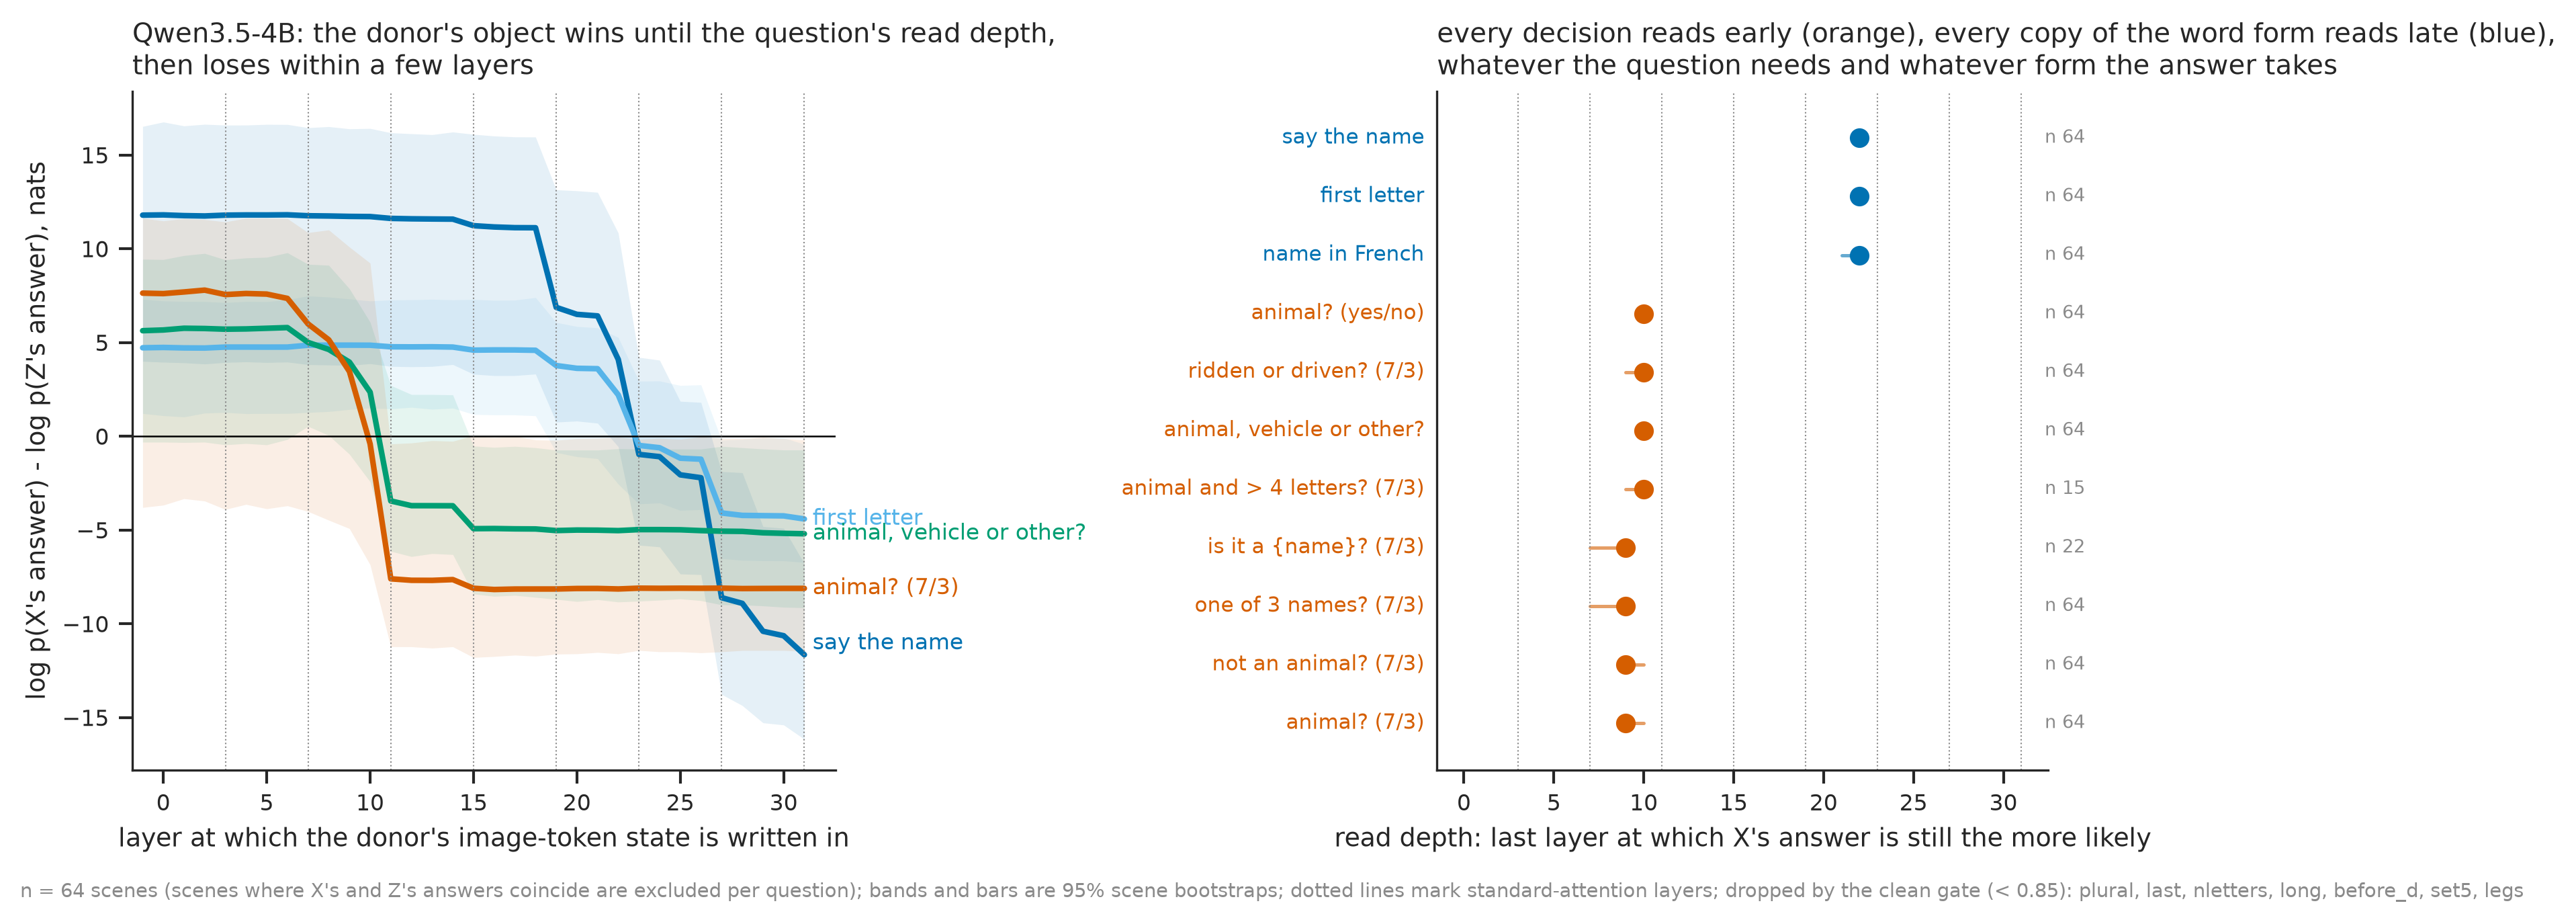 Qwen3.5-4B: the donor's object wins until the question's read depth,
then loses within a few layers
log p(X's answer) - log p(Z's answer), nats
15
10
5
0
−5
−10
−15
first letter
animal, vehicle or other?
animal? (7/3)
say the name
0 5 10 15 20 25 30
layer at which the donor's image-token state is written in
every decision reads early (orange), every copy of the word form reads late (blue),
whatever the question needs and whatever form the answer takes
say the name n 64
first letter n 64
name in French n 64
animal? (yes/no) n 64
ridden or driven? (7/3) n 64
animal, vehicle or other? n 64
animal and > 4 letters? (7/3) n 15
is it a {name}? (7/3) n 22
one of 3 names? (7/3) n 64
not an animal? (7/3) n 64
animal? (7/3) n 64
0 5 10 15 20 25 30
read depth: last layer at which X's answer is still the more likely
n = 64 scenes (scenes where X's and Z's answers coincide are excluded per question); bands and bars are 95% scene bootstraps; dotted lines mark standard-attention layers; dropped by the clean gate (< 0.85): plural, last, nletters, long, before_d, set5, legs